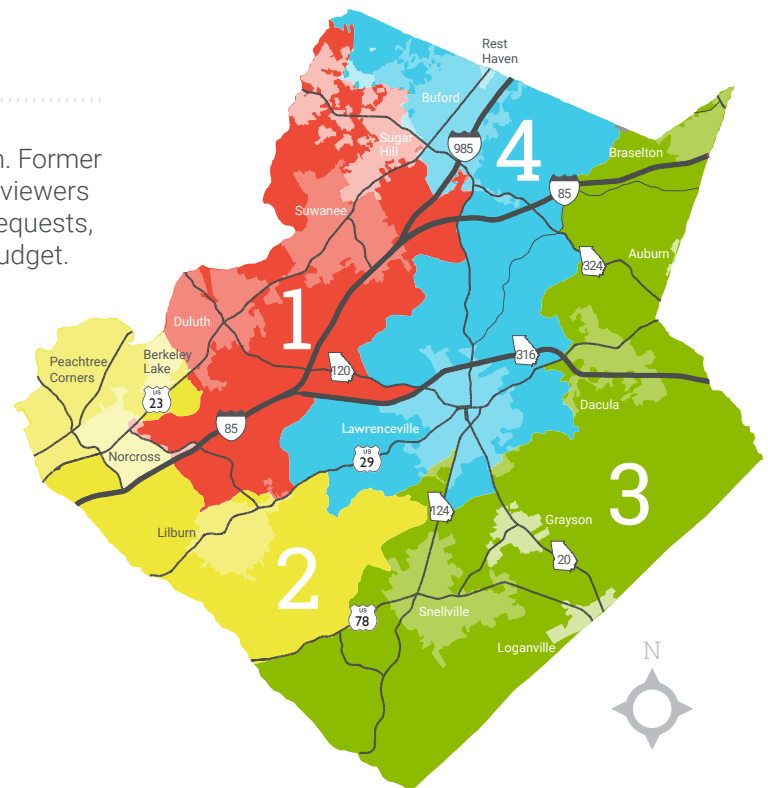 n. Former
viewers
equests,
udget.
Rest
Haven
Buford
985
4
Braselton
Sugar
Hill
85
Suwanee
Auburn
324
1
Duluth
Berkeley
Lake
Peachtree
Corners
US
23
120
316
Dacula
85
Lawrenceville
US
29
Norcross
124
3
Lilburn
Grayson
20
2
US
78
Snellville
Loganville
N